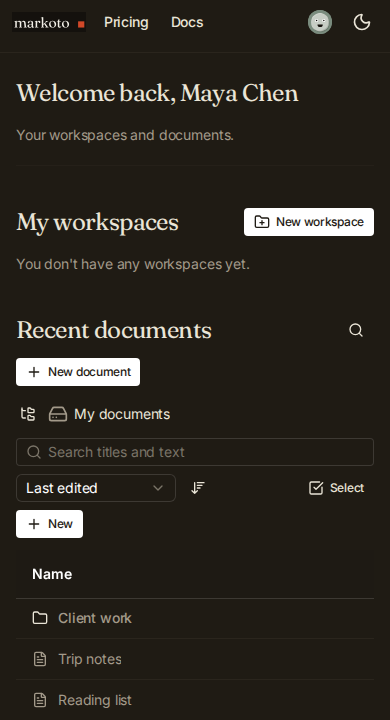 markoto
Pricing
Docs
Welcome back, Maya Chen
Your workspaces and documents.
My workspaces
New workspace
You don't have any workspaces yet.
Recent documents
New document
My documents
Search titles and text
Last edited
Select
New
Name
Client work
Trip notes
Reading list